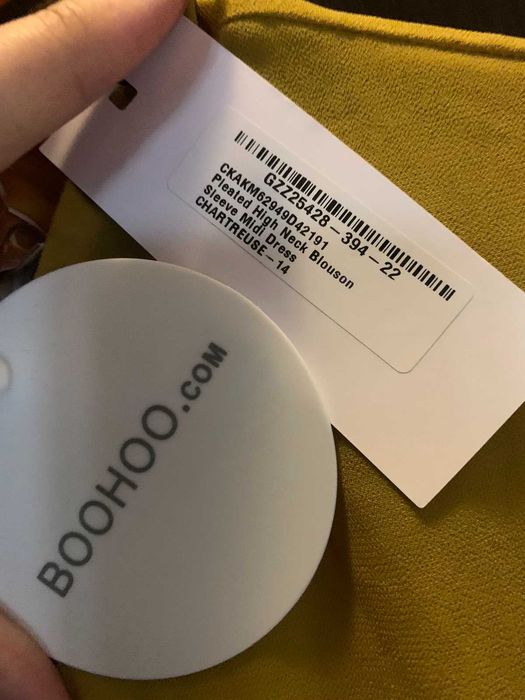 GZZ25428-394-22
CKAKM62949D42191
Pleated High Neck Blouson
Sleeve Midi Dress
CHARTREUSE-14
BOOHOO.COM